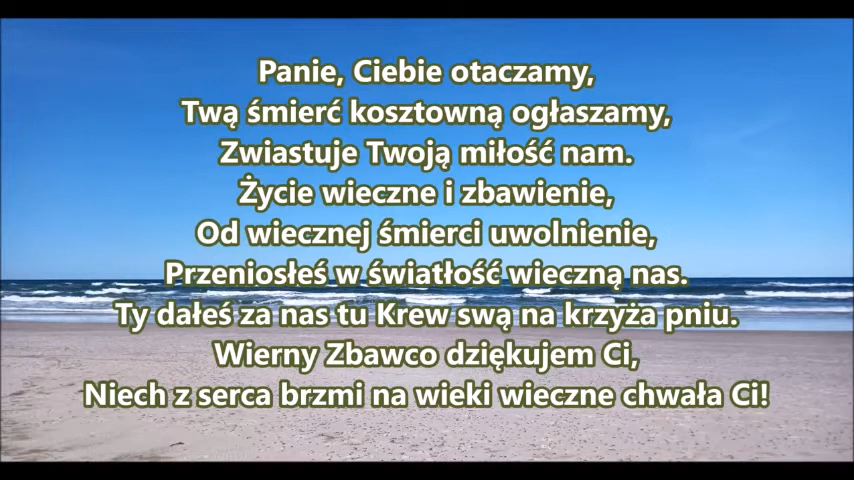 Panie, Ciebie otaczamy,
Twą śmierć kosztowną ogłaszamy,
Zwiastuje Twoją miłość nam.
Życie wieczne i zbawienie,
Od wiecznej śmierci uwolnienie,
Przeniosłeś w światłość wieczną nas.
Ty dałeś za nas tu Krew swą na krzyża pniu.
Wierny Zbawco dziękujem Ci,
Niech z serca brzmi na wieki wieczne chwała Ci!